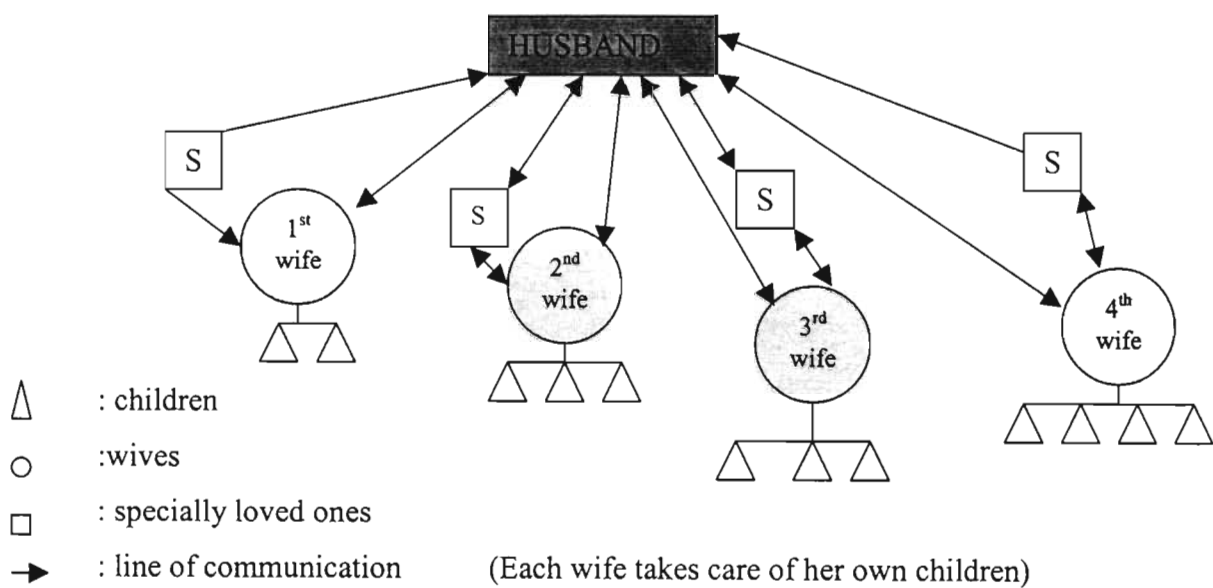 HUSBAND
S
S
S
S
1st
wife
2nd
wife
3rd
wife
4th
wife
: children
:wives
: specially loved ones
: line of communication (Each wife takes care of her own children)